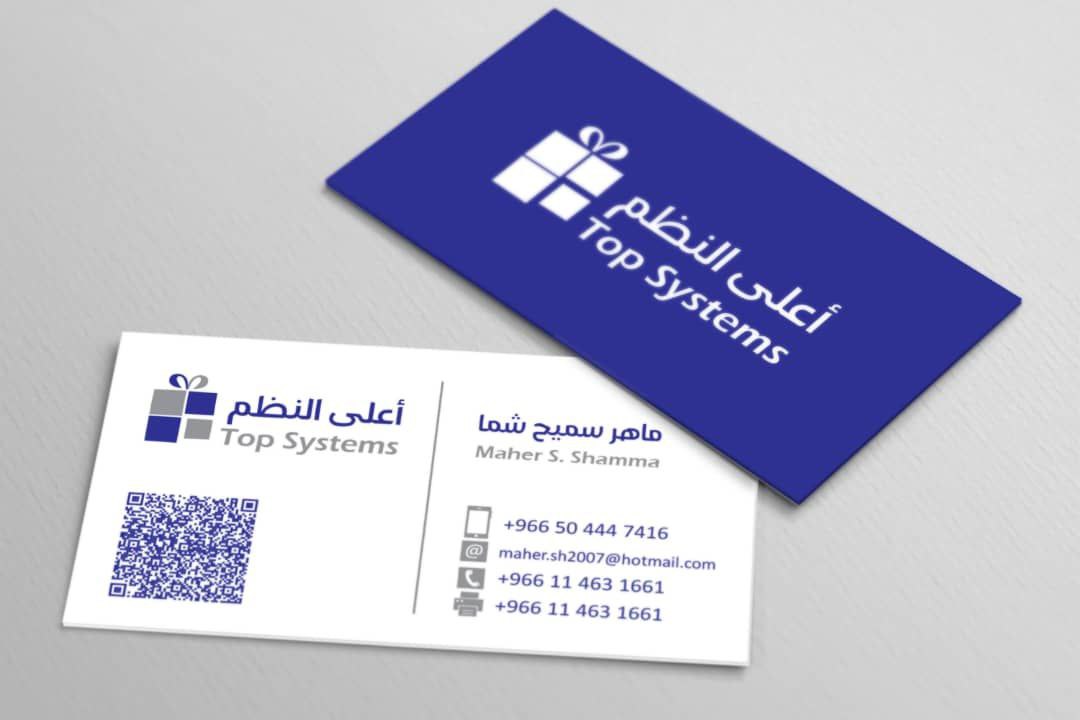 أعلى النظم
Top Systems
أعلى النظم
Top Systems
ماهر سميح شما
Maher S. Shamma
+966 50 444 7416
maher.sh2007@hotmail.com
+966 11 463 1661
+966 11 463 1661